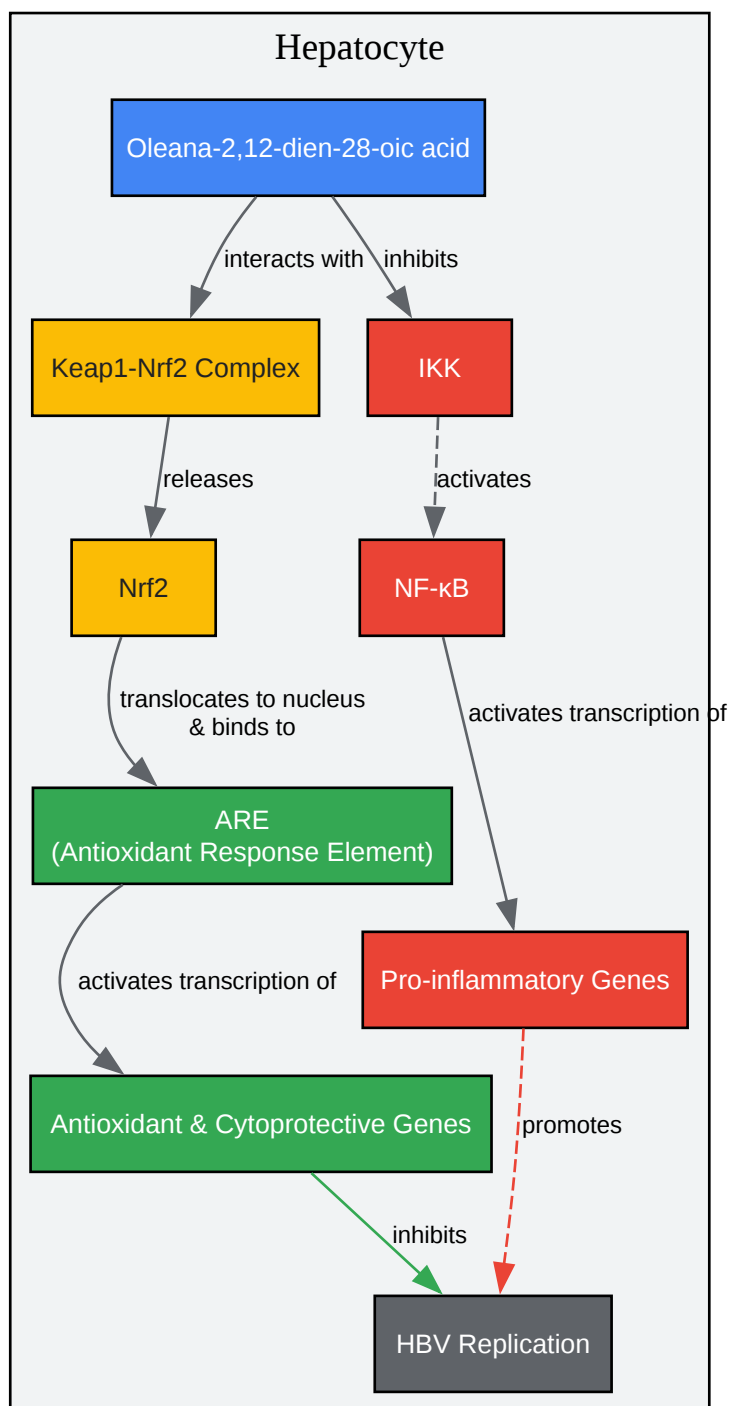 Hepatocyte
Oleana-2,12-dien-28-oic acid
interacts with
inhibits
Keap1-Nrf2 Complex
IKK
releases
activates
Nrf2
NF-κB
translocates to nucleus
& binds to
activates transcription of
ARE
(Antioxidant Response Element)
activates transcription of
Pro-inflammatory Genes
Antioxidant & Cytoprotective Genes
promotes
inhibits
HBV Replication